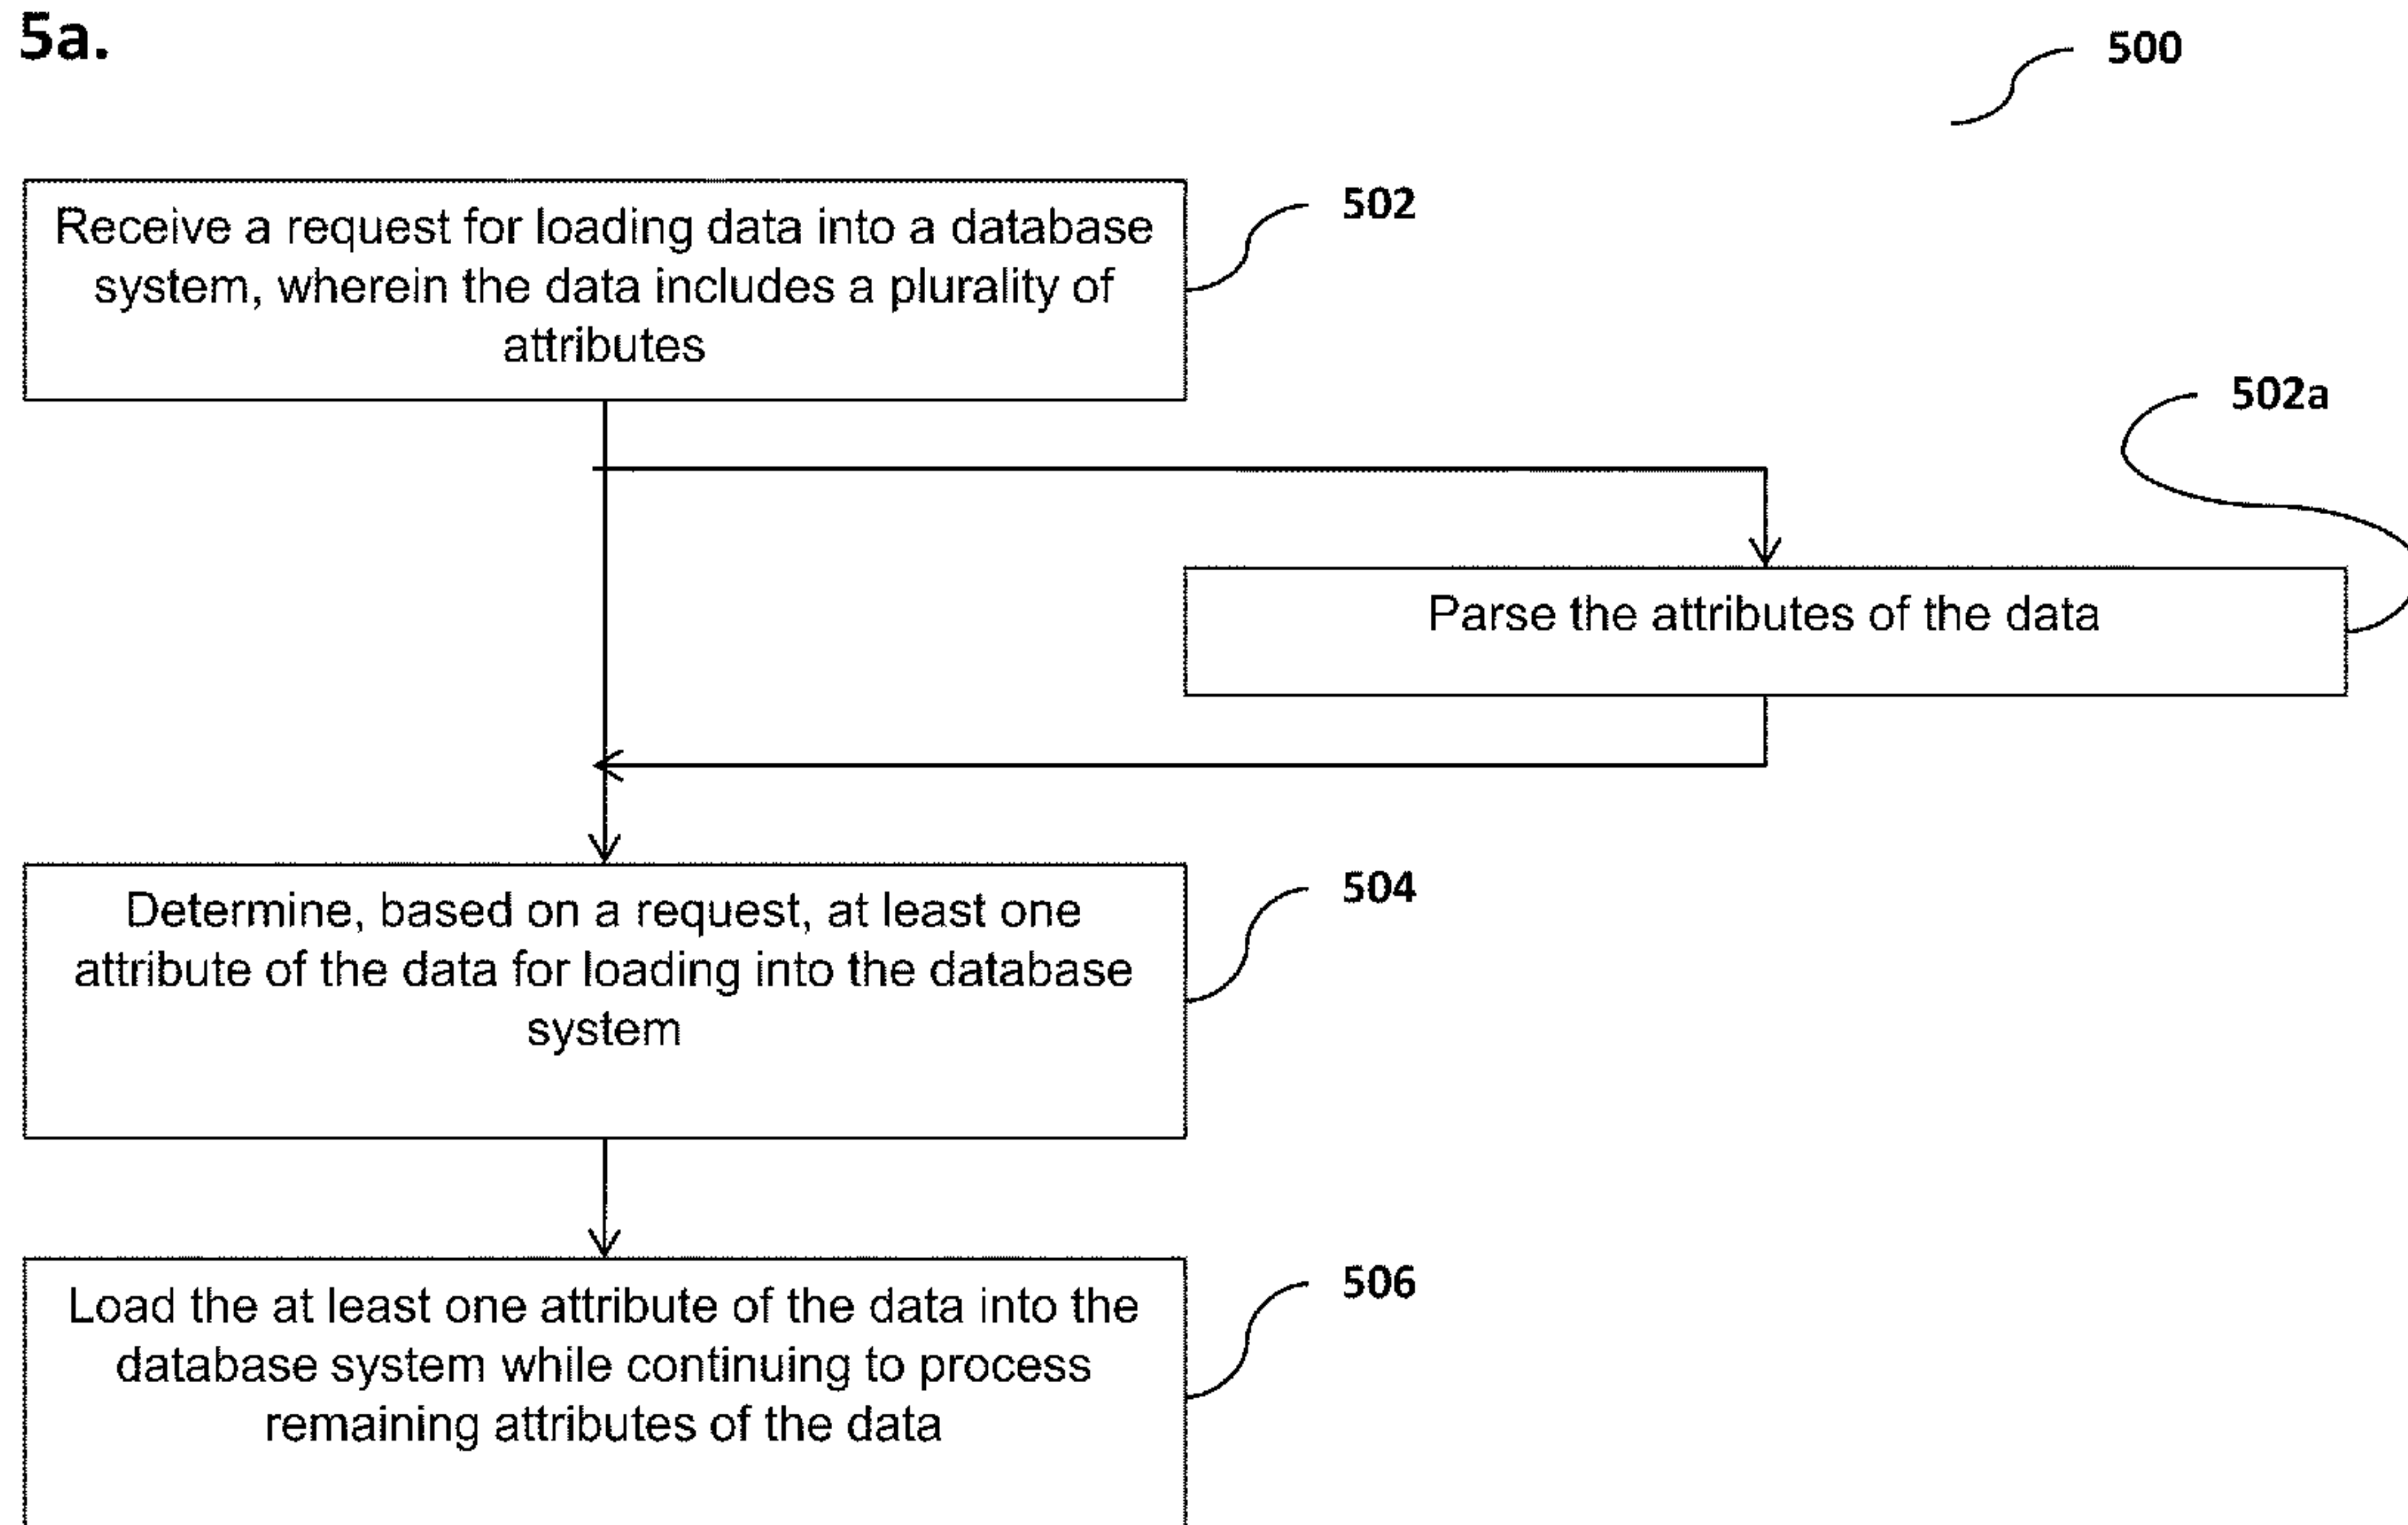 5a.
500
Receive a request for loading data into a database
system, wherein the data includes a plurality of
attributes
502
502a
Parse the attributes of the data
Determine, based on a request, at least one
attribute of the data for loading into the database
system
504
Load the at least one attribute of the data into the
database system while continuing to process
remaining attributes of the data
506